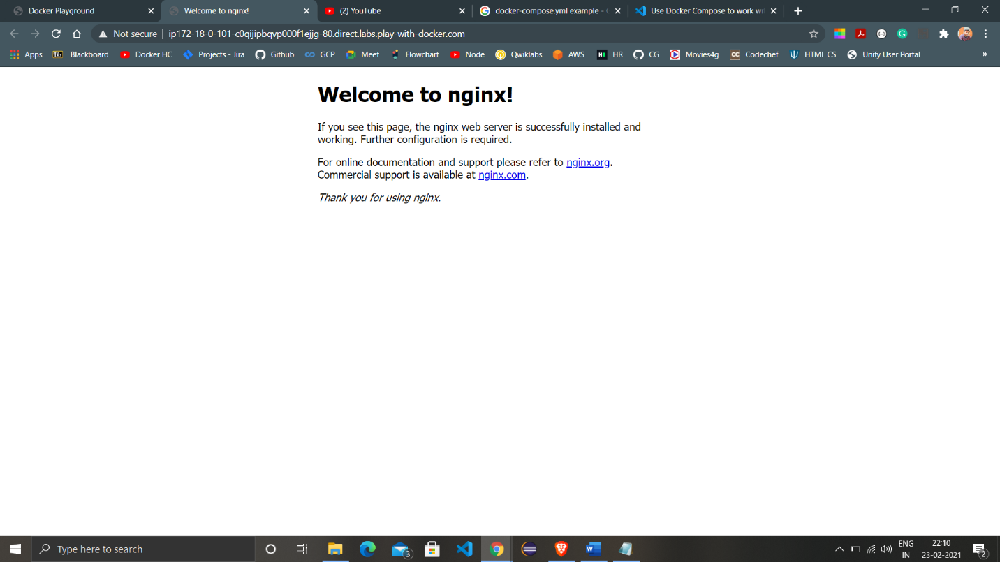 Docker Playground
Welcome to nginx!
(2) YouTube
docker-compose.yml example -
Use Docker Compose to work wi
Not secure
ip172-18-0-101-c0qjjipbqvp000f1ejjg-80.direct.labs.play-with-docker.com
Apps
Bb
Blackboard
Docker HC
Projects - Jira
Github
GCP
Meet
Flowchart
Node
Qwiklabs
AWS
HR
CG
Movies4g
CC
Codechef
HTML CS
Unify User Portal
»
Welcome to nginx!
If you see this page, the nginx web server is successfully installed and
working. Further configuration is required.
For online documentation and support please refer to nginx.org.
Commercial support is available at nginx.com.
Thank you for using nginx.
Type here to search
3
ENG
IN
22:10
23-02-2021
2